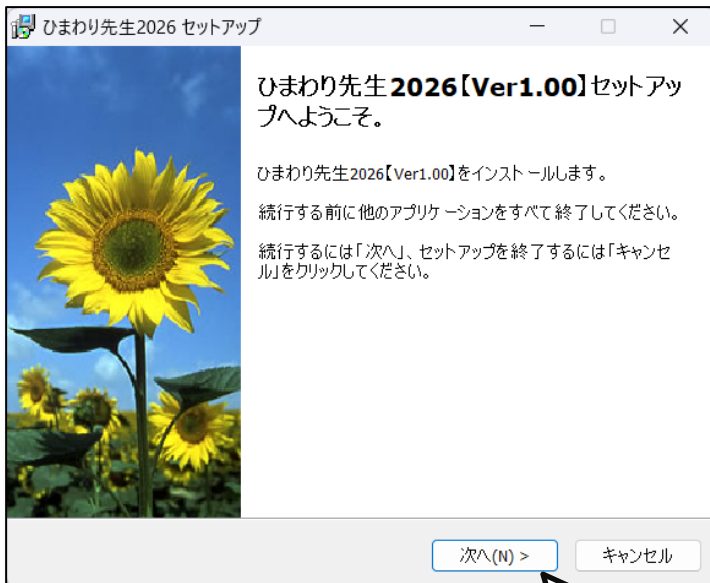 ひまわり先生2026 セットアップ
ひまわり先生2026【Ver1.00】セットアッ
プへようこそ。
ひまわり先生2026【Ver1.00】をインストールします。
続行する前に他のアプリケーションをすべて終了してください。
続行するには「次へ」、セットアップを終了するには「キャンセ
ル」をクリックしてください。
次へ(N) >
キャンセル